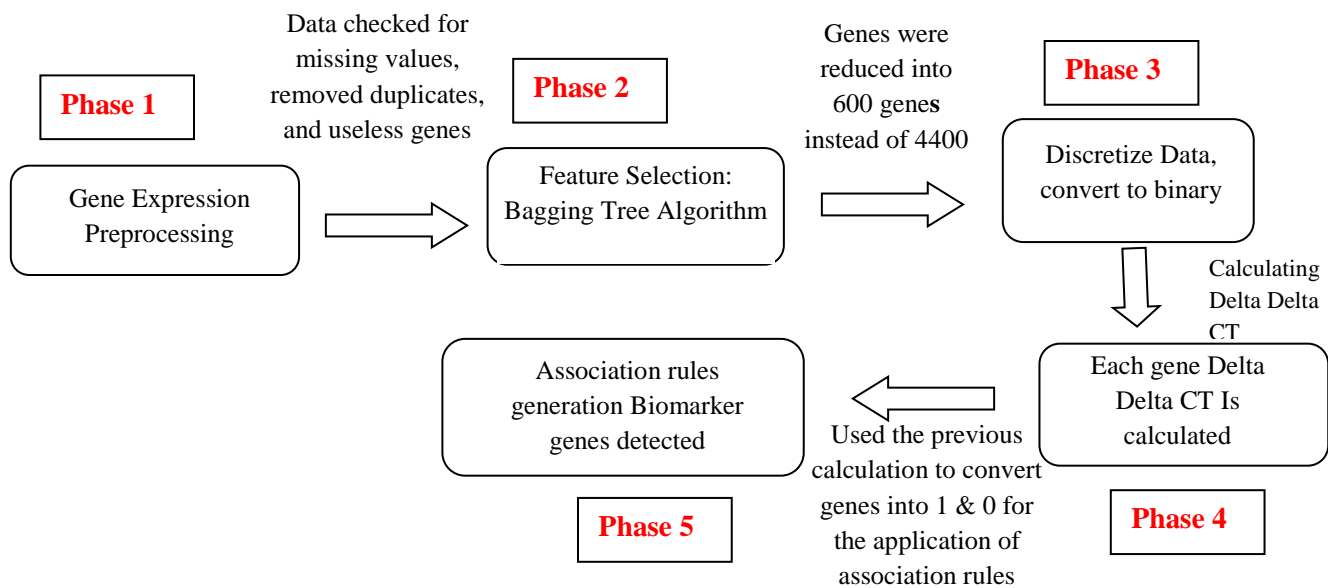 Phase 1
Gene Expression
Preprocessing
Data checked for
missing values,
removed duplicates,
and useless genes
Phase 2
Feature Selection:
Bagging Tree Algorithm
Genes were
reduced into
600 genes
instead of 4400
Phase 3
Discretize Data,
convert to binary
Calculating
Delta Delta
CT
Each gene Delta
Delta CT Is
calculated
Phase 4
Used the previous
calculation to convert
genes into 1 & 0 for
the application of
association rules
Association rules
generation Biomarker
genes detected
Phase 5